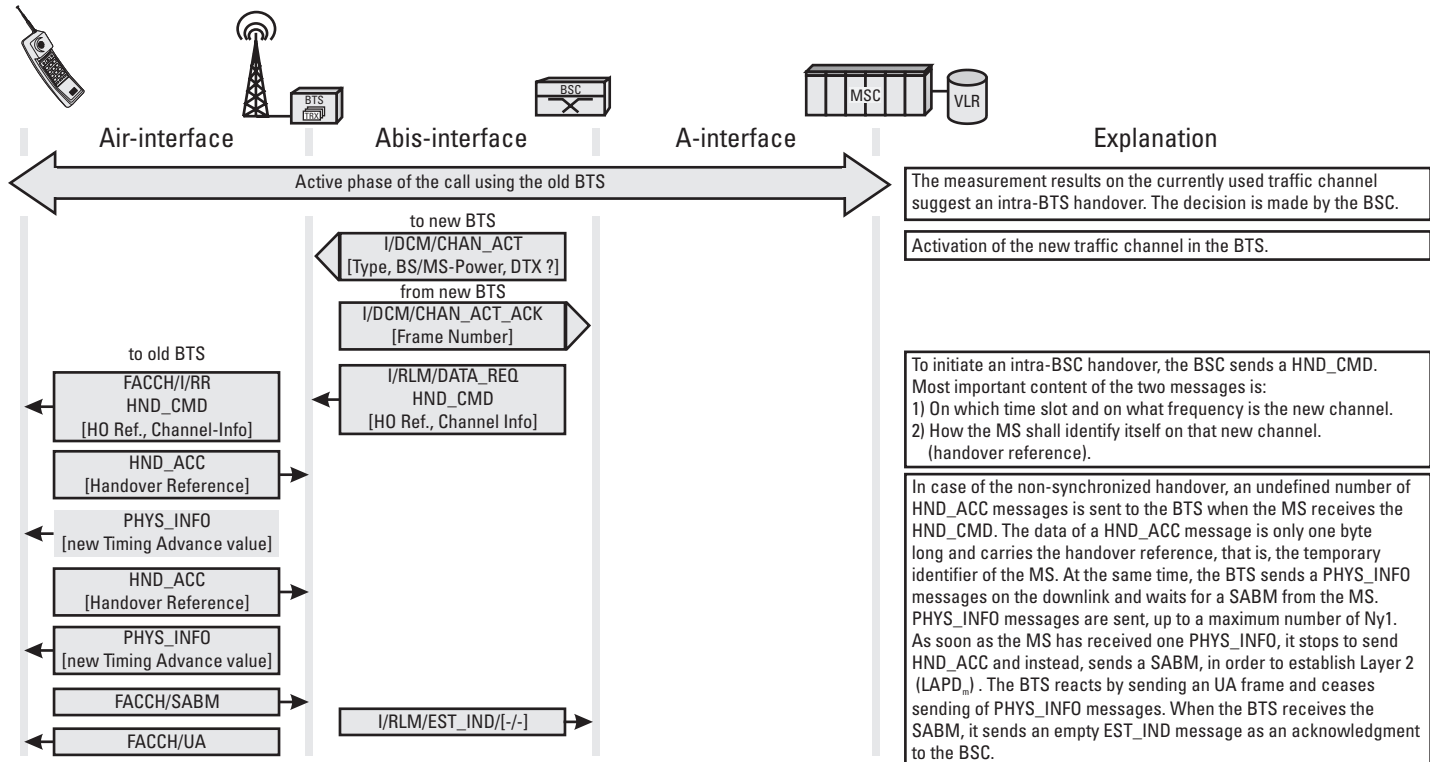 BTS
TRX
BSC
MSC
VLR
Air-interface
Abis-interface
A-interface
Explanation
Active phase of the call using the old BTS
The measurement results on the currently used traffic channel
suggest an intra-BTS handover. The decision is made by the BSC.
to new BTS
I/DCM/CHAN_ACT
[Type, BS/MS-Power, DTX ?]
Activation of the new traffic channel in the BTS.
from new BTS
I/DCM/CHAN_ACT_ACK
[Frame Number]
to old BTS
FACCH/I/RR
HND_CMD
[HO Ref., Channel-Info]
I/RLM/DATA_REQ
HND_CMD
[HO Ref., Channel Info]
To initiate an intra-BSC handover, the BSC sends a HND_CMD.
Most important content of the two messages is:
1) On which time slot and on what frequency is the new channel.
2) How the MS shall identify itself on that new channel.
(handover reference).
HND_ACC
[Handover Reference]
PHYS_INFO
[new Timing Advance value]
HND_ACC
[Handover Reference]
PHYS_INFO
[new Timing Advance value]
FACCH/SABM
I/RLM/EST_IND/[-/-]
FACCH/UA
In case of the non-synchronized handover, an undefined number of
HND_ACC messages is sent to the BTS when the MS receives the
HND_CMD. The data of a HND_ACC message is only one byte
long and carries the handover reference, that is, the temporary
identifier of the MS. At the same time, the BTS sends a PHYS_INFO
messages on the downlink and waits for a SABM from the MS.
PHYS_INFO messages are sent, up to a maximum number of Ny1.
As soon as the MS has received one PHYS_INFO, it stops to send
HND_ACC and instead, sends a SABM, in order to establish Layer 2
(LAPDm) . The BTS reacts by sending an UA frame and ceases
sending of PHYS_INFO messages. When the BTS receives the
SABM, it sends an empty EST_IND message as an acknowledgment
to the BSC.